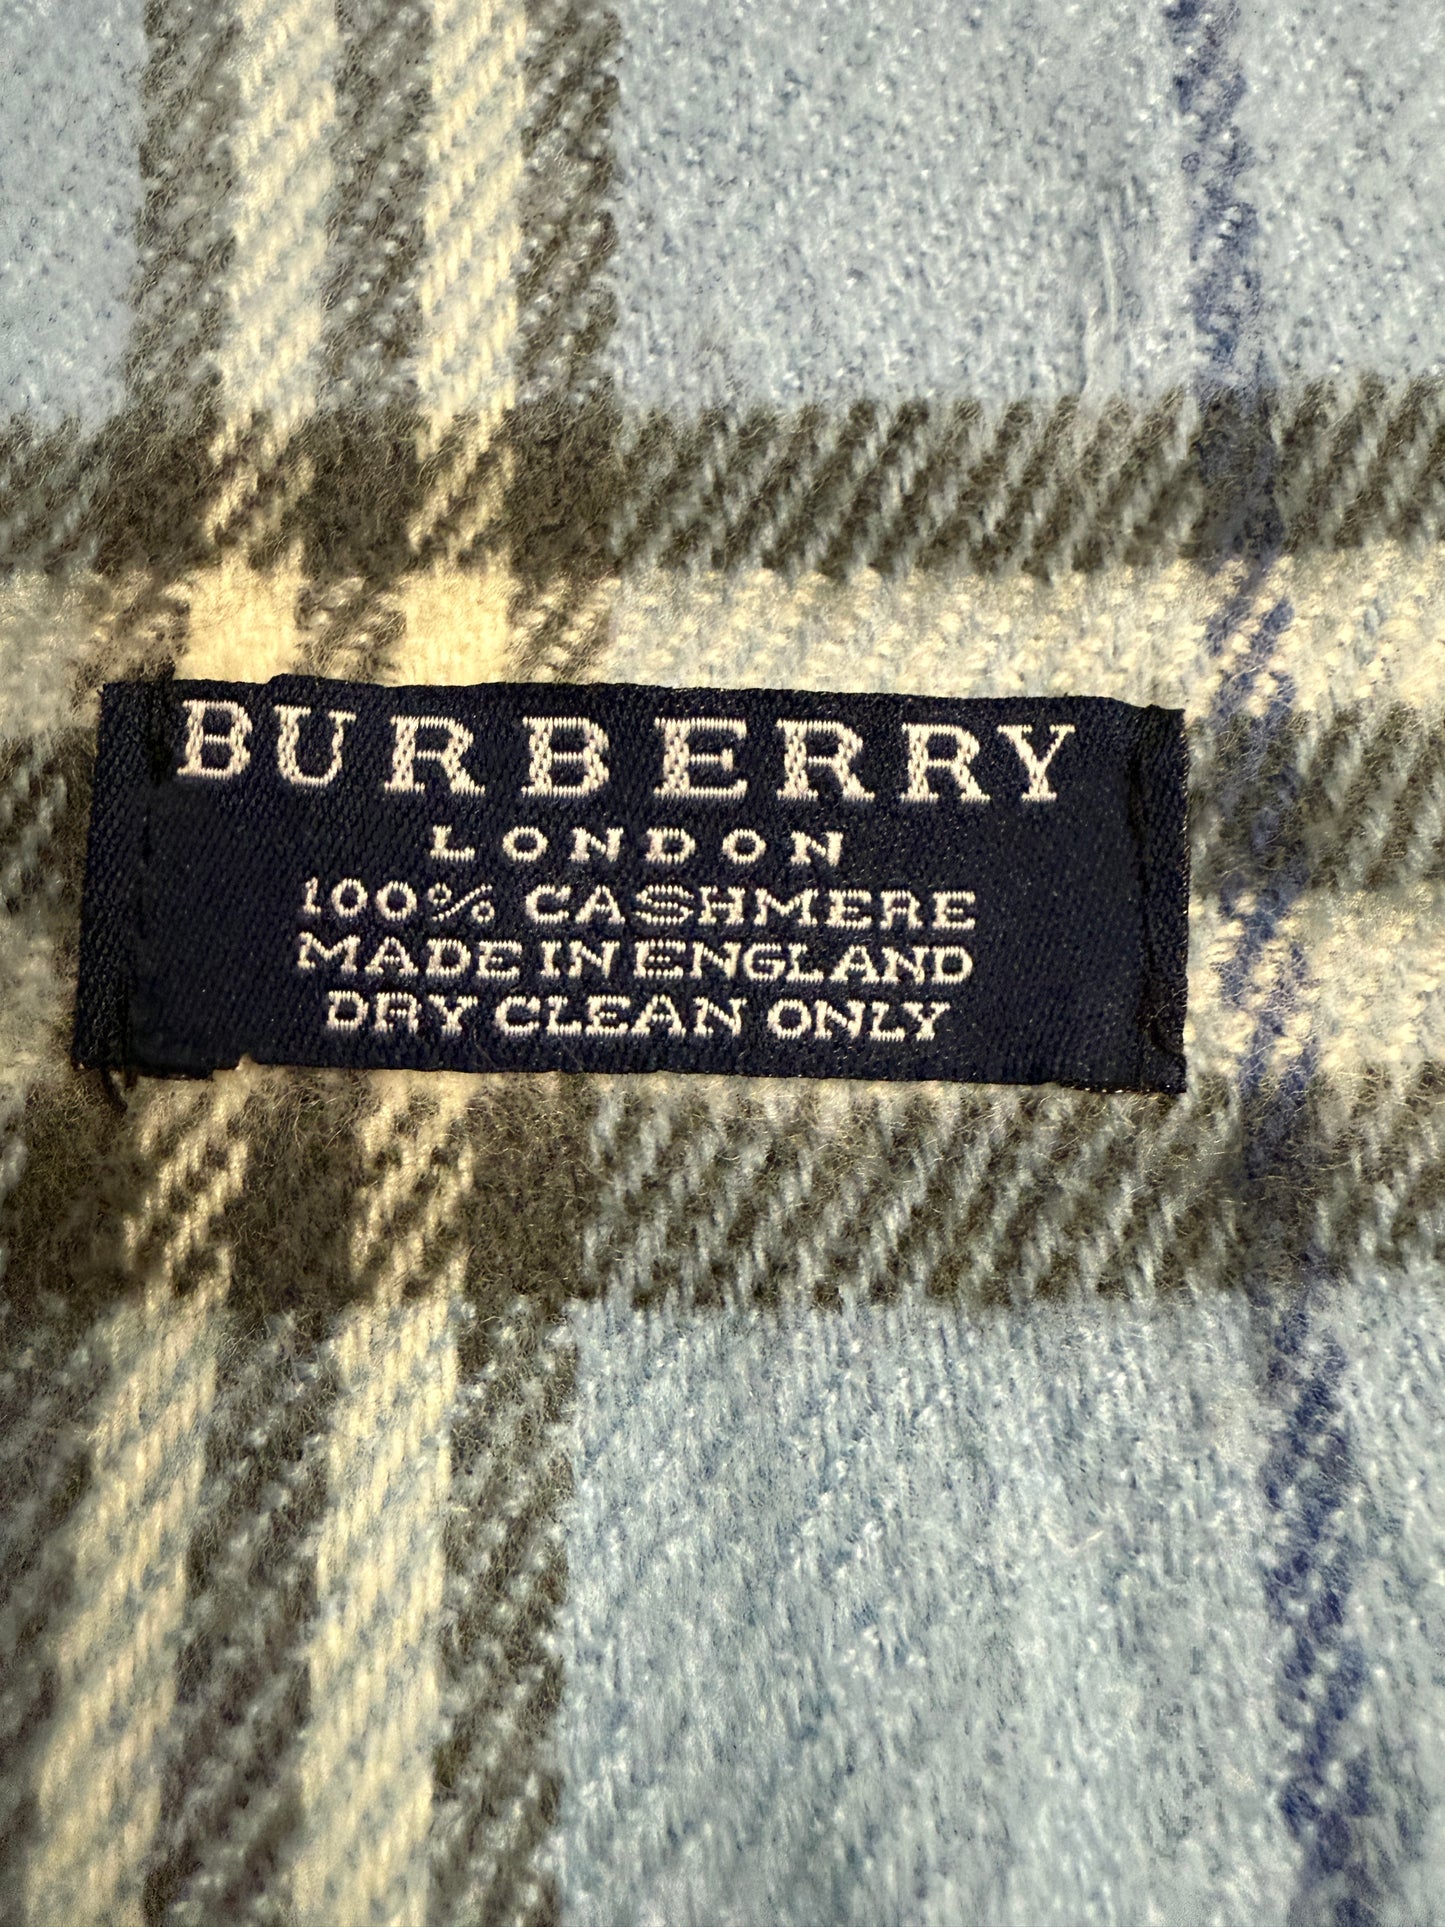 BURBERRY
LONDON
100% CASHMERE
MADE IN ENGLAND
DRY CLEAN ONLY